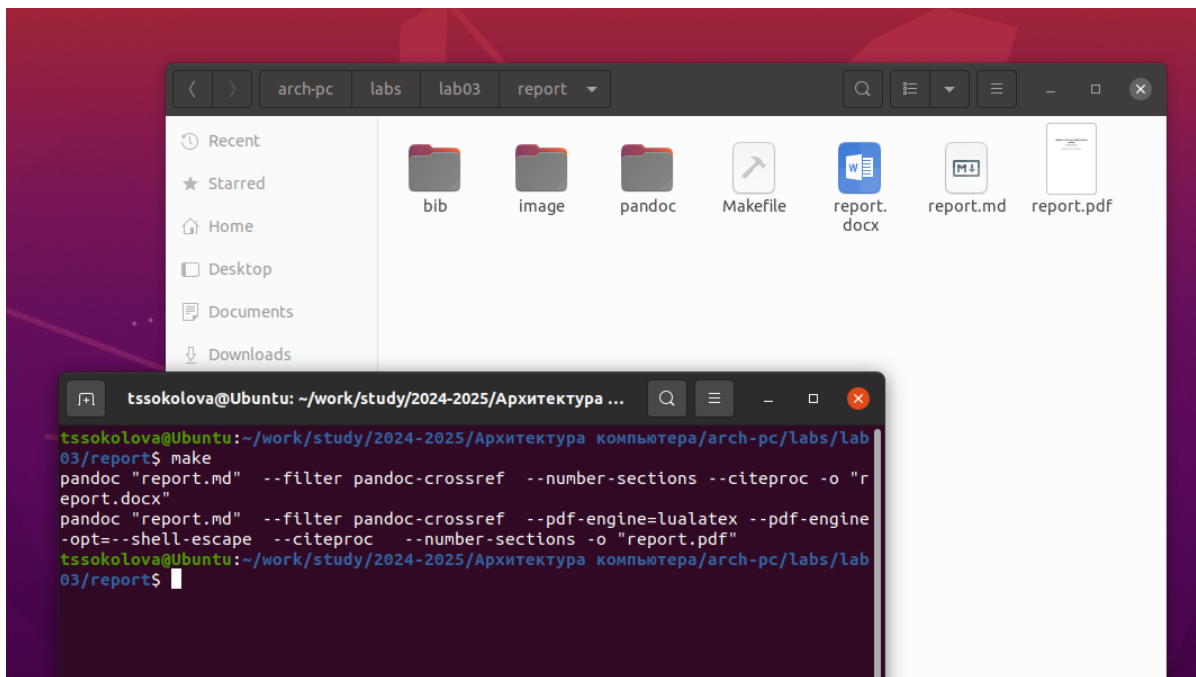 arch-pc labs lab03 report
Recent
Starred
Home
Desktop
Documents
Downloads
bib image pandoc Makefile report. report.md report.pdf
docx
tssokolova@Ubuntu: ~/work/study/2024-2025/Архитектура ...
tssokolova@Ubuntu:~/work/study/2024-2025/Архитектура компьютера/arch-pc/labs/lab
03/report$ make
pandoc "report.md"  --filter pandoc-crossref  --number-sections --citeproc -o "r
eport.docx"
pandoc "report.md"  --filter pandoc-crossref  --pdf-engine=lualatex --pdf-engine
-opt=--shell-escape  --citeproc   --number-sections -o "report.pdf"
tssokolova@Ubuntu:~/work/study/2024-2025/Архитектура компьютера/arch-pc/labs/lab
03/report$